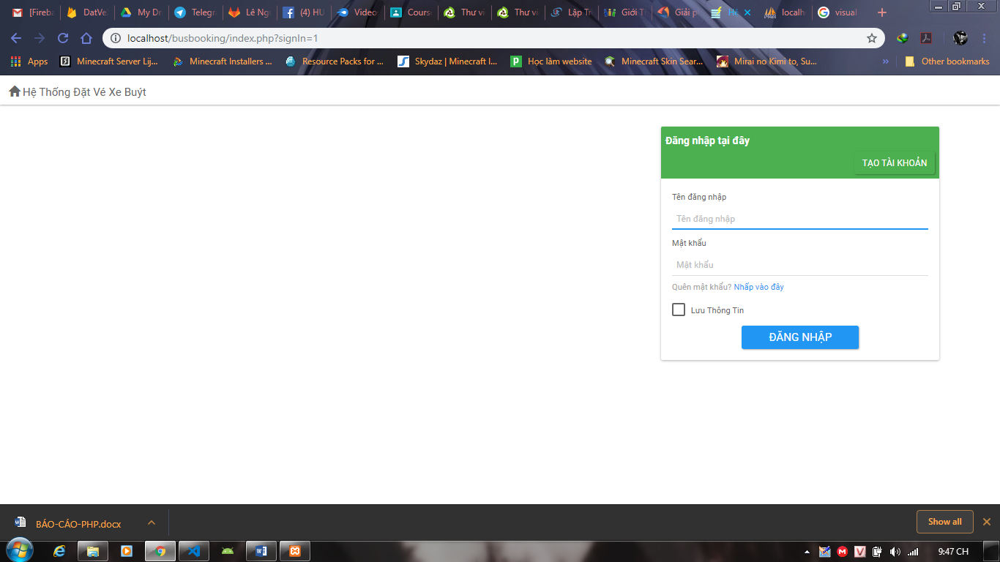 [Fireba
DatVe
My Dr
Telegr
Lê Ng
(4) HU
Video
Cours
Thư vi
Thư vi
Lập Tr
Giới T
Giải p
Hệ
localh
visual
localhost/busbooking/index.php?signIn=1
Apps
Minecraft Server Lij...
Minecraft Installers ...
Resource Packs for ...
Skydaz | Minecraft I...
Học làm website
Minecraft Skin Sear...
Mirai no Kimi to, Su...
»
Other bookmarks
Hệ Thống Đặt Vé Xe Buýt
Đăng nhập tại đây
TẠO TÀI KHOẢN
Tên đăng nhập
Tên đăng nhập
Mật khẩu
Mật khẩu
Quên mật khẩu? Nhấp vào đây
Lưu Thông Tin
ĐĂNG NHẬP
BÁO-CÁO-PHP.docx
Show all
9:47 CH